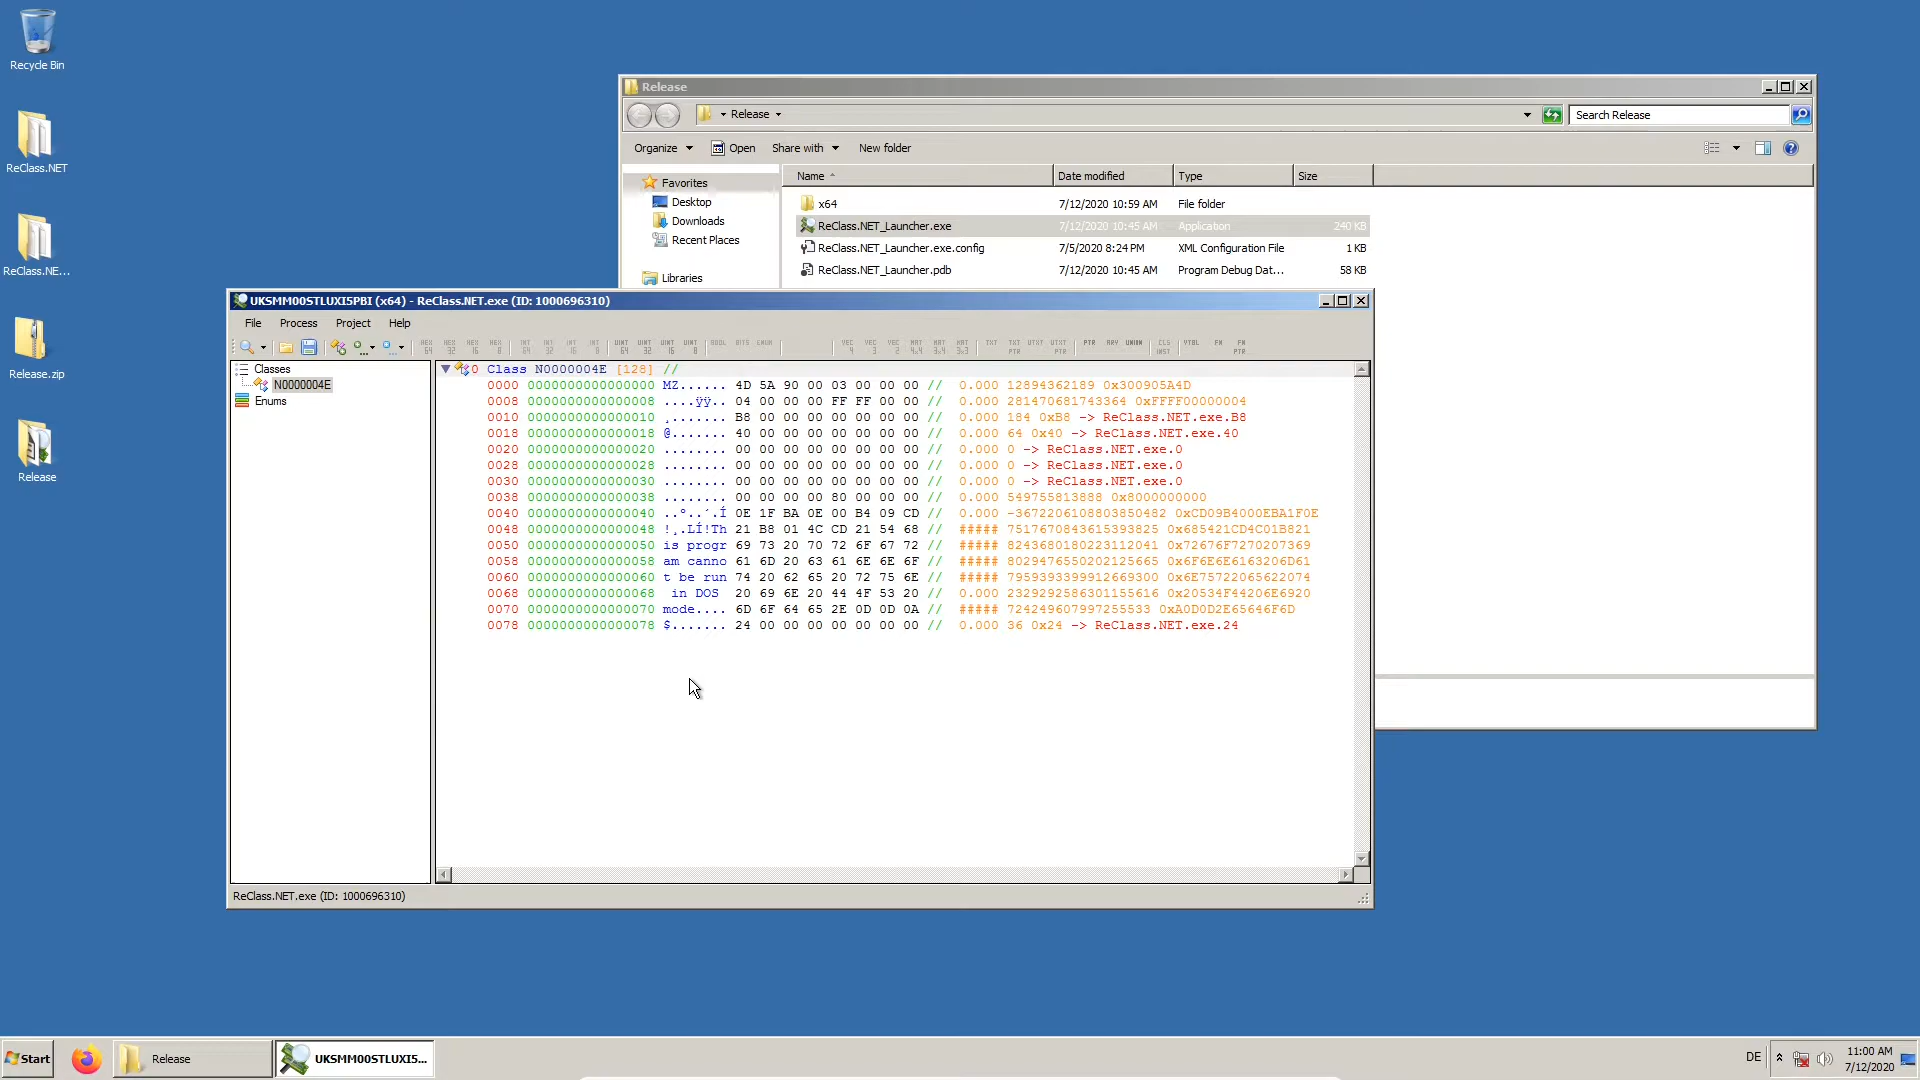 Recycle Bin
ReClass.NET
ReClass.NE...
Release.zip
Release
Release
Release
Search Release
Organize
Open
Share with
New folder
Name
Date modified
Type
Size
Favorites
Desktop
Downloads
Recent Places
Libraries
x64 7/12/2020 10:59 AM File folder
ReClass.NET_Launcher.exe 7/12/2020 10:45 AM Application 240 KB
ReClass.NET_Launcher.exe.config 7/5/2020 8:24 PM XML Configuration File 1 KB
ReClass.NET_Launcher.pdb 7/12/2020 10:45 AM Program Debug Dat... 58 KB
UKSMM00STLUXI5PBI (x64) - ReClass.NET.exe (ID: 1000696310)
File Process Project Help
Classes
N0000004E
Enums
0 Class N0000004E [128] //
0000 0000000000000000 MZ...... 4D 5A 90 00 03 00 00 00 // 0.000 12894362189 0x300905A4D
0008 0000000000000008 ....ÿÿ.. 04 00 00 00 FF FF 00 00 // 0.000 281470681743364 0xFFFF00000004
0010 0000000000000010 ¸....... B8 00 00 00 00 00 00 00 // 0.000 184 0xB8 -> ReClass.NET.exe.B8
0018 0000000000000018 @....... 40 00 00 00 00 00 00 00 // 0.000 64 0x40 -> ReClass.NET.exe.40
0020 0000000000000020 ........ 00 00 00 00 00 00 00 00 // 0.000 0 -> ReClass.NET.exe.0
0028 0000000000000028 ........ 00 00 00 00 00 00 00 00 // 0.000 0 -> ReClass.NET.exe.0
0030 0000000000000030 ........ 00 00 00 00 00 00 00 00 // 0.000 0 -> ReClass.NET.exe.0
0038 0000000000000038 ........ 00 00 00 00 80 00 00 00 // 0.000 549755813888 0x8000000000
0040 0000000000000040 ..º..´.Í 0E 1F BA 0E 00 B4 09 CD // 0.000 -3672206108803850482 0xCD09B4000EBA1F0E
0048 0000000000000048 !¸.LÍ!Th 21 B8 01 4C CD 21 54 68 // ##### 7517670843615393825 0x685421CD4C01B821
0050 0000000000000050 is progr 69 73 20 70 72 6F 67 72 // ##### 8243680180223112041 0x72676F7270207369
0058 0000000000000058 am canno 61 6D 20 63 61 6E 6E 6F // ##### 8029476550202125665 0x6F6E6E6163206D61
0060 0000000000000060 t be run 74 20 62 65 20 72 75 6E // ##### 7959393399912669300 0x6E75722065622074
0068 0000000000000068 in DOS 20 69 6E 20 44 4F 53 20 // 0.000 2329292586301155616 0x20534F44206E6920
0070 0000000000000070 mode.... 6D 6F 64 65 2E 0D 0D 0A // ##### 724249607997255533 0xA0D0D2E65646F6D
0078 0000000000000078 $....... 24 00 00 00 00 00 00 00 // 0.000 36 0x24 -> ReClass.NET.exe.24
ReClass.NET.exe (ID: 1000696310)
Start
Release
UKSMM00STLUXI5...
DE
11:00 AM
7/12/2020